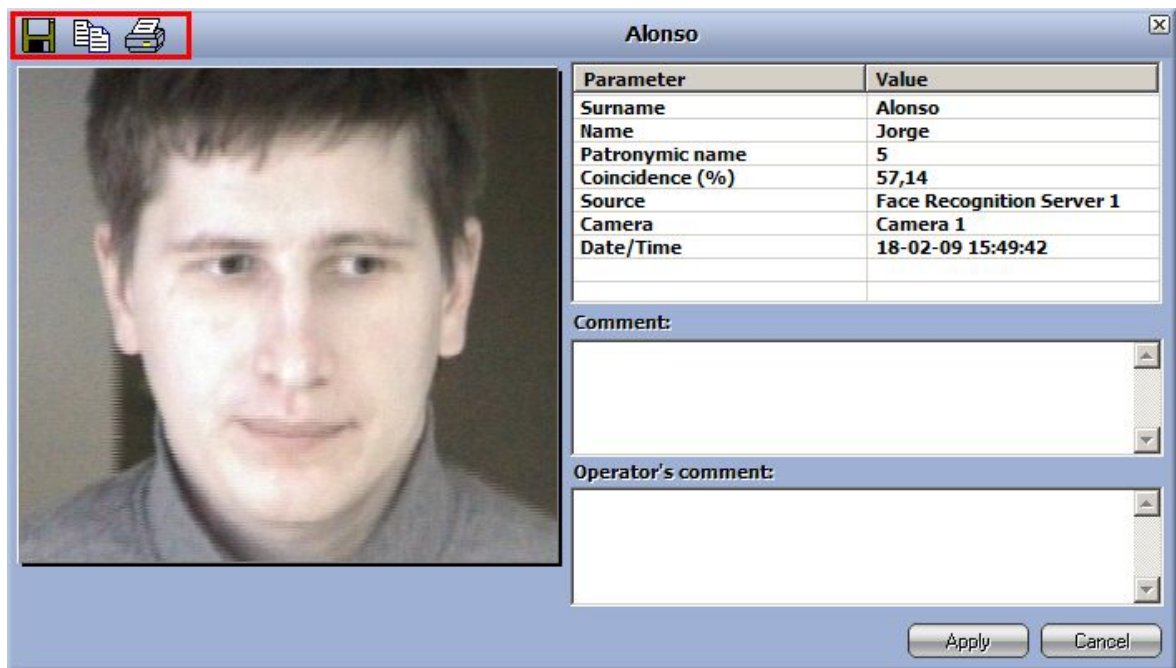 Alonso
Parameter Value
Surname Alonso
Name Jorge
Patronymic name 5
Coincidence (%) 57,14
Source Face Recognition Server 1
Camera Camera 1
Date/Time 18-02-09 15:49:42
Comment:
Operator's comment:
Apply Cancel